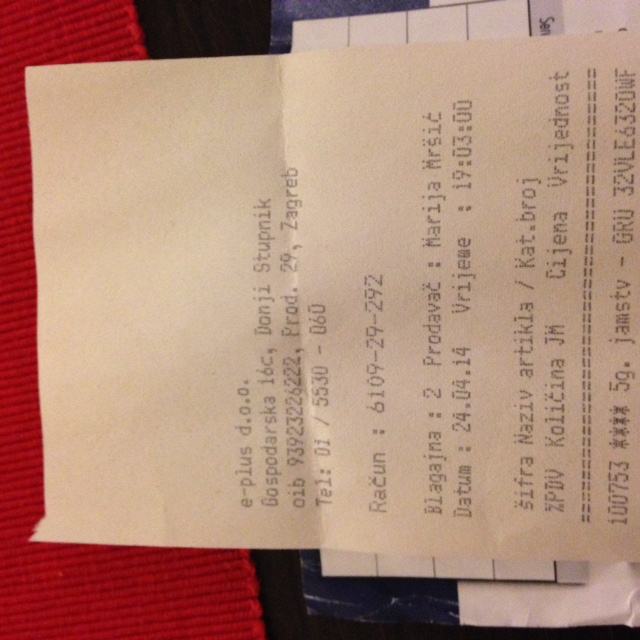 e-plus d.o.o.
Gospodarska 16c, Donji Stupnik
oib 93923226222, Prod. 29, Zagreb
Tel: 01 / 5530 - 060
Račun : 6109-29-292
Blagajna : 2 Prodavač : Marija Mršić
Datum : 24.04.14 Vrijeme : 19:03:00
šifra Naziv artikla / Kat.broj
%PDV Količina JM Cijena Vrijednost
100753 **** 5g. jamstv - GRU 32VLE6320WF